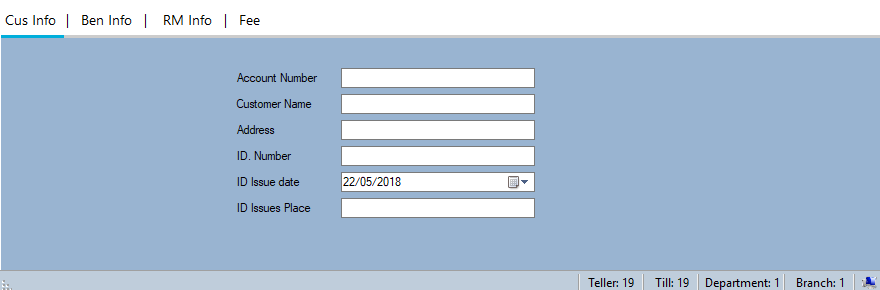 Cus Info | Ben Info | RM Info | Fee
Account Number
Customer Name
Address
ID. Number
ID Issue date 22/05/2018
ID Issues Place
Teller: 19 Till: 19 Department: 1 Branch: 1